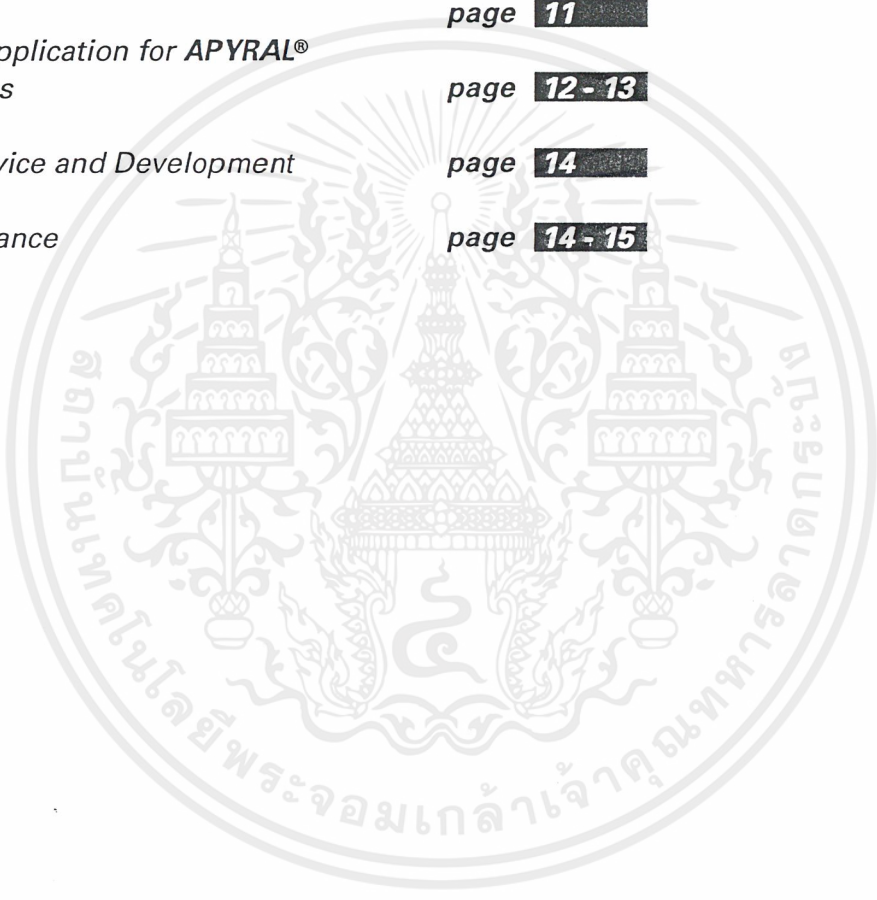 page 11
pplication for APYRAL®
s
page 12 - 13
vice and Development
page 14
ance
page 14 - 15
สถาบันเทคโนโลยีพระจอมเกล้าเจ้าคุณทหารลาดกระบัง